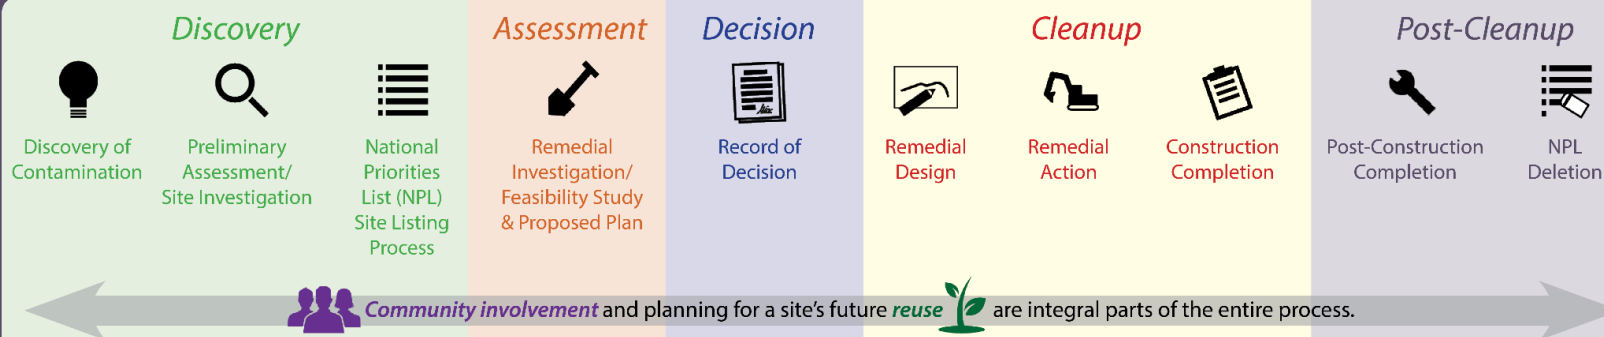 Discovery
Discovery of
Contamination
Preliminary
Assessment/
Site Investigation
National
Priorities
List (NPL)
Site Listing
Process
Assessment
Remedial
Investigation/
Feasibility Study
& Proposed Plan
Decision
Record of
Decision
Cleanup
Remedial
Design
Remedial
Action
Construction
Completion
Post-Cleanup
Post-Construction
Completion
NPL
Deletion
Community involvement and planning for a site's future reuse are integral parts of the entire process.